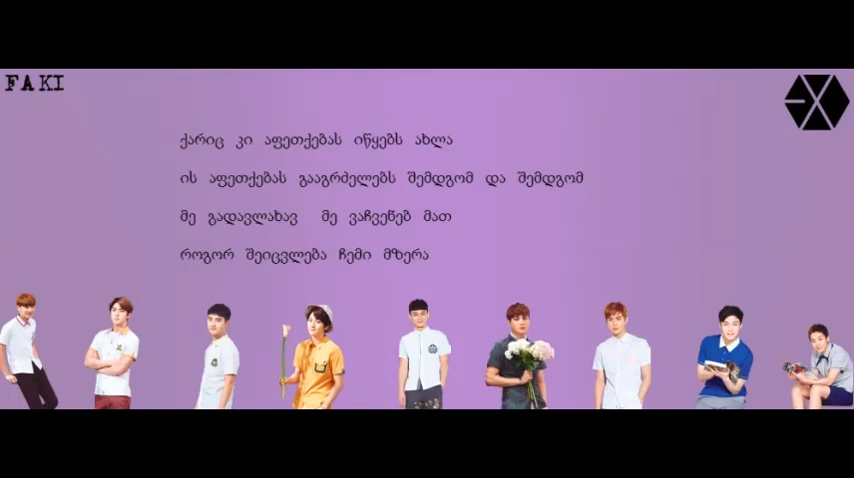 FAKI
ქარიც კი აფეთქებას იწყებს ახლა
ის აფეთქებას გააგრძელებს შემდგომ და შემდგომ
მე გადავლახავ მე ვაჩვენებ მათ
როგორ შეიცვლება ჩემი მზერა